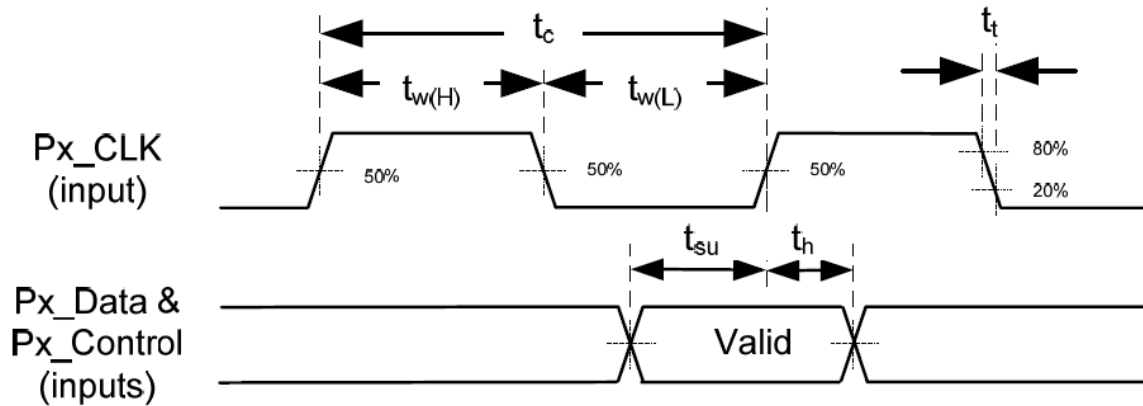 tc
tt
tw(H)
tw(L)
Px_CLK
(input)
50%
50%
50%
80%
20%
tsu
th
Px_Data &
Px_Control
(inputs)
Valid